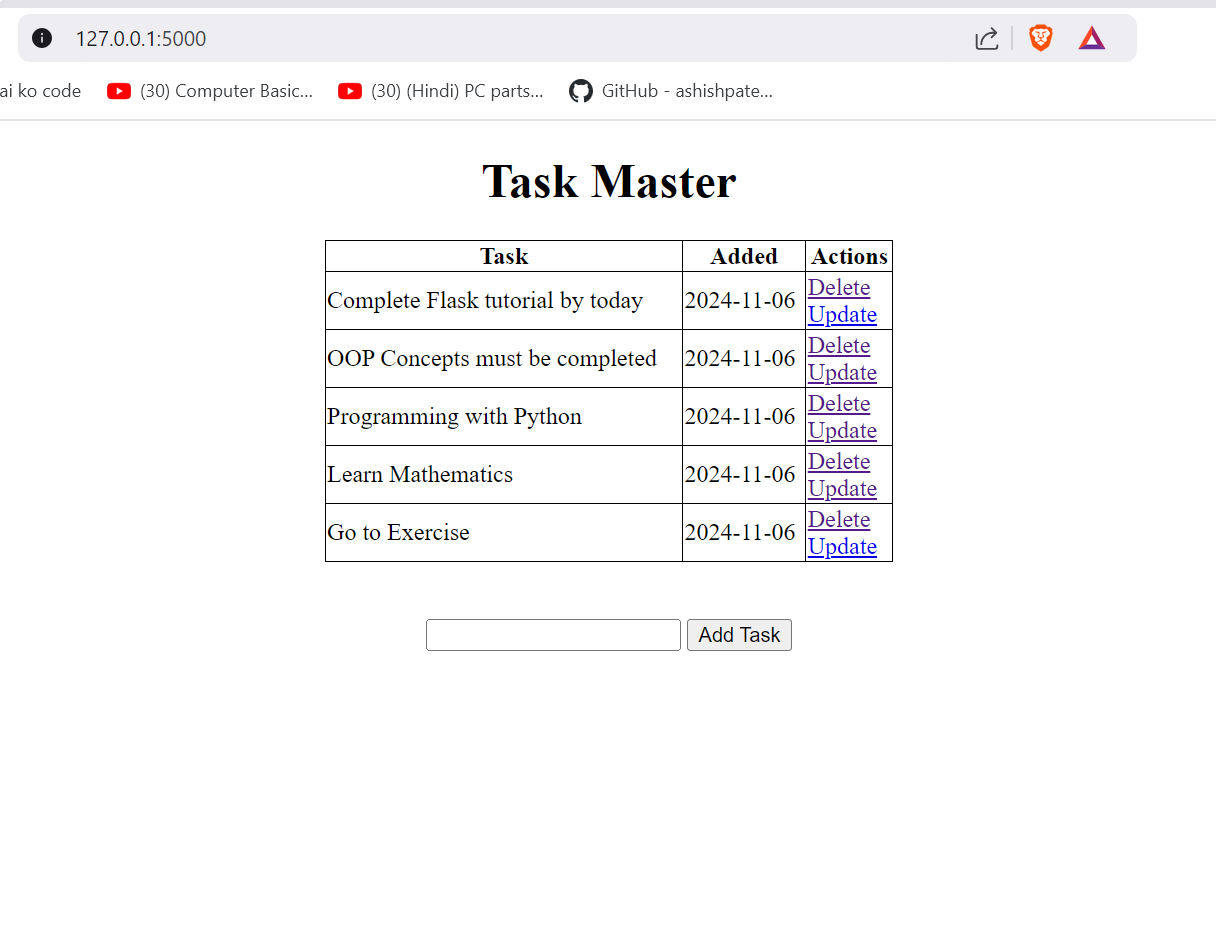 127.0.0.1:5000
ai ko code (30) Computer Basic... (30) (Hindi) PC parts... GitHub - ashishpate...
Task Master
Task Added Actions
Complete Flask tutorial by today 2024-11-06 Delete
Update
OOP Concepts must be completed 2024-11-06 Delete
Update
Programming with Python 2024-11-06 Delete
Update
Learn Mathematics 2024-11-06 Delete
Update
Go to Exercise 2024-11-06 Delete
Update
Add Task